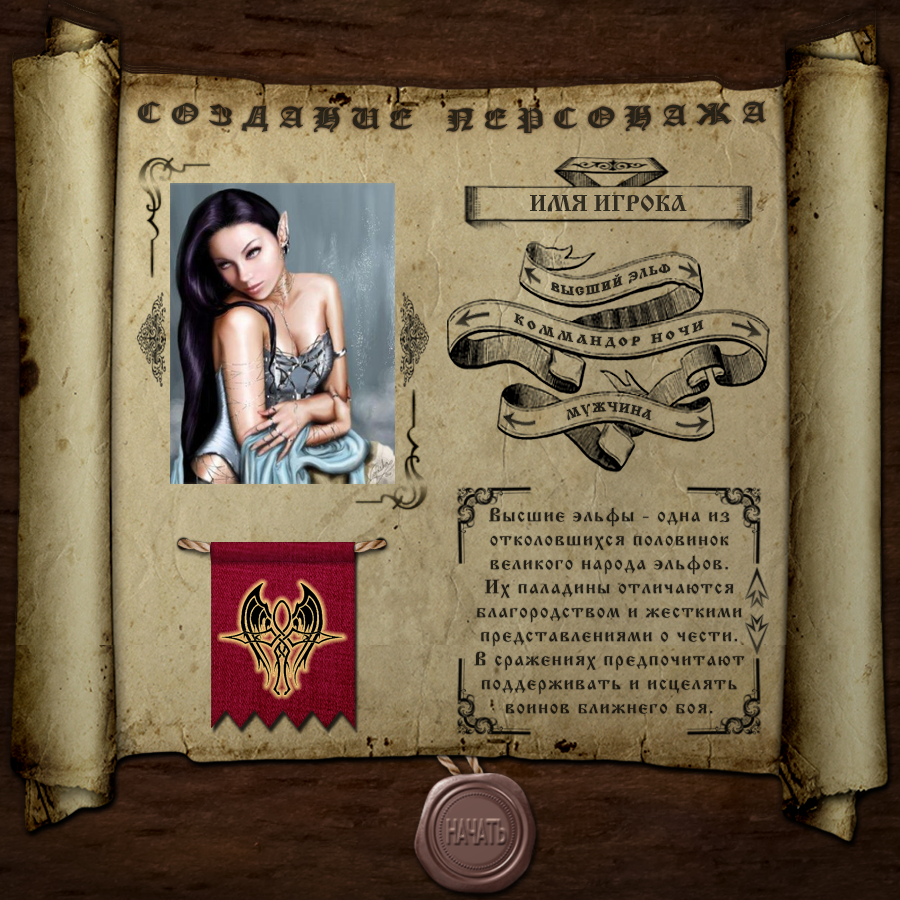 СОЗДАНИЕ ПЕРСОНАЖА
ИМЯ ИГРОКА
ВЫСШИЙ ЭЛЬФ
КОММАНДОР НОЧИ
МУЖЧИНА
Высшие эльфы - одна из
отколовшихся половинок
великого народа эльфов.
Их паладины отличаются
благородством и жесткими
представлениями о чести.
В сражениях предпочитают
поддерживать и исцелять
воинов ближнего боя.
НАЧАТЬ